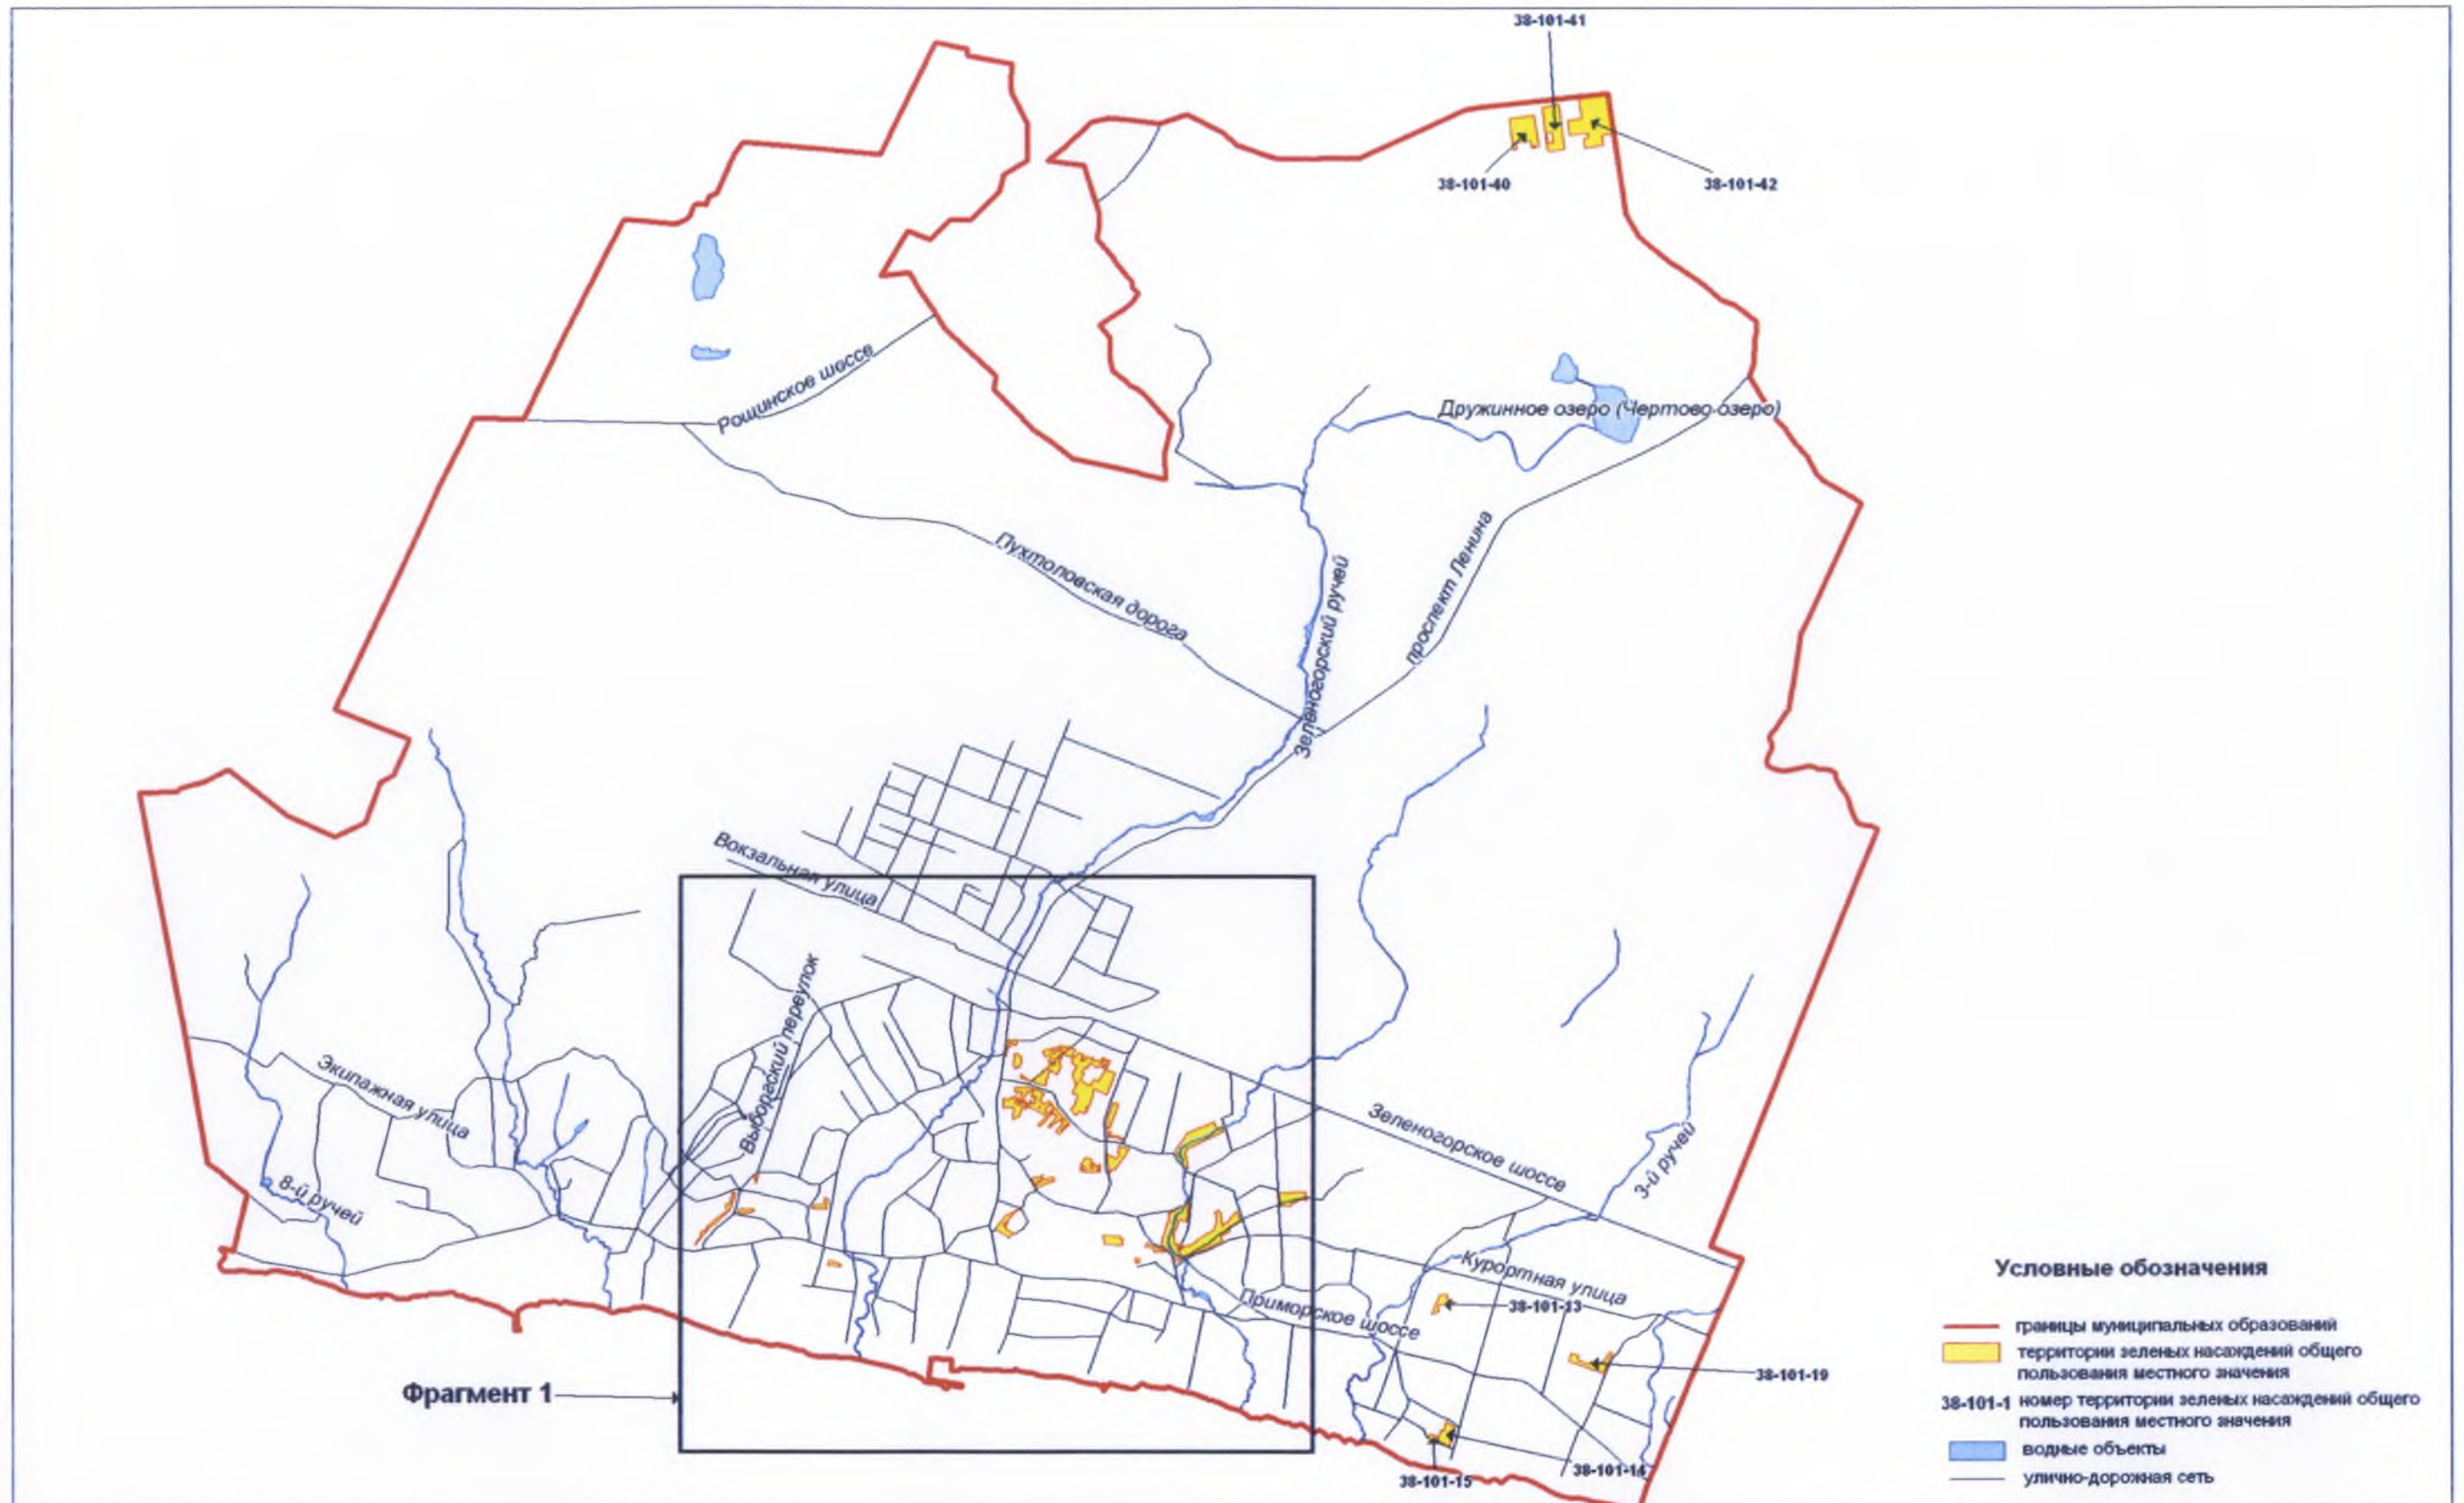 38-101-41
38-101-40
38-101-42
Рощинское шоссе
Дружинное озеро (Чертово озеро)
Пухтоловская дорога
Зеленогорский ручей
проспект Ленина
Вокзальная улица
Выборгский переулок
Экипажная улица
8-й ручей
Зеленогорское шоссе
3-й ручей
Курортная улица
Приморское шоссе
38-101-13
38-101-19
38-101-14
38-101-15
Фрагмент 1
Условные обозначения
границы муниципальных образований
территории зеленых насаждений общего
пользования местного значения
38-101-1 номер территории зеленых насаждений общего
пользования местного значения
водные объекты
улично-дорожная сеть